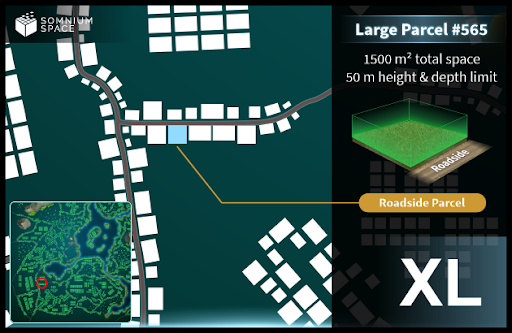 SOMNIUM
SPACE
Large Parcel #565
1500 m² total space
50 m height & depth limit
Roadside
Roadside Parcel
XL